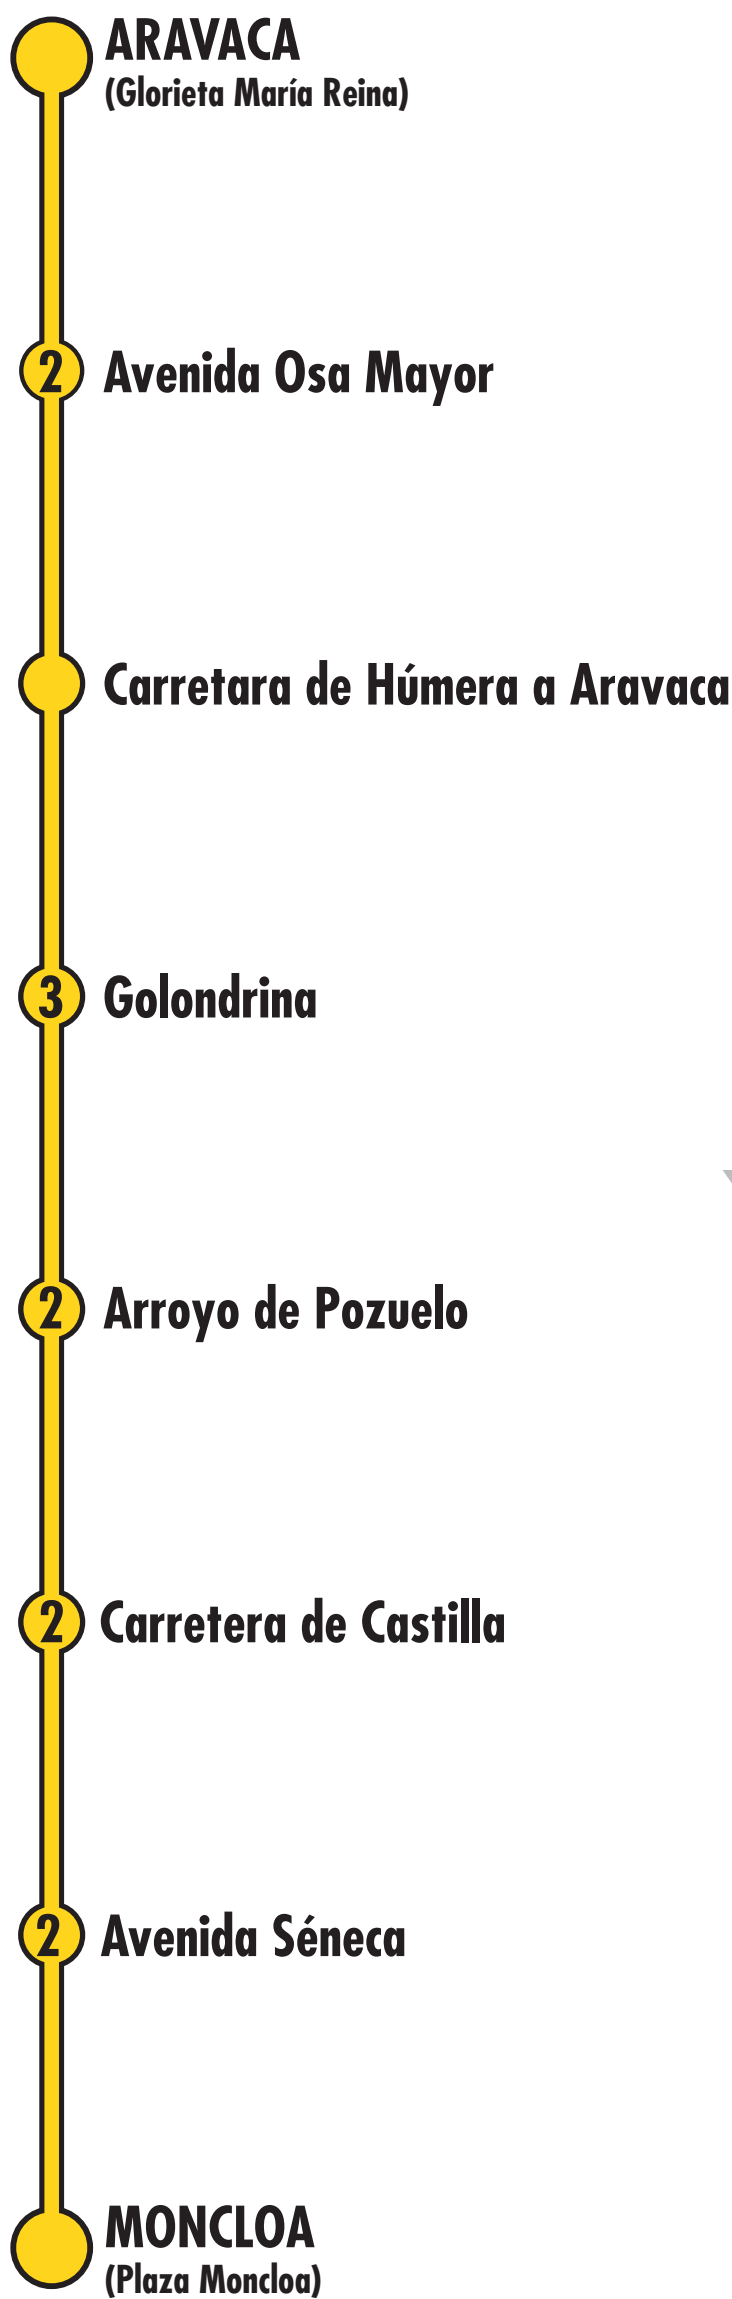 ARAVACA
(Glorieta María Reina)
2 Avenida Osa Mayor
Carretara de Húmera a Aravaca
3 Golondrina
2 Arroyo de Pozuelo
2 Carretera de Castilla
2 Avenida Séneca
MONCLOA
(Plaza Moncloa)